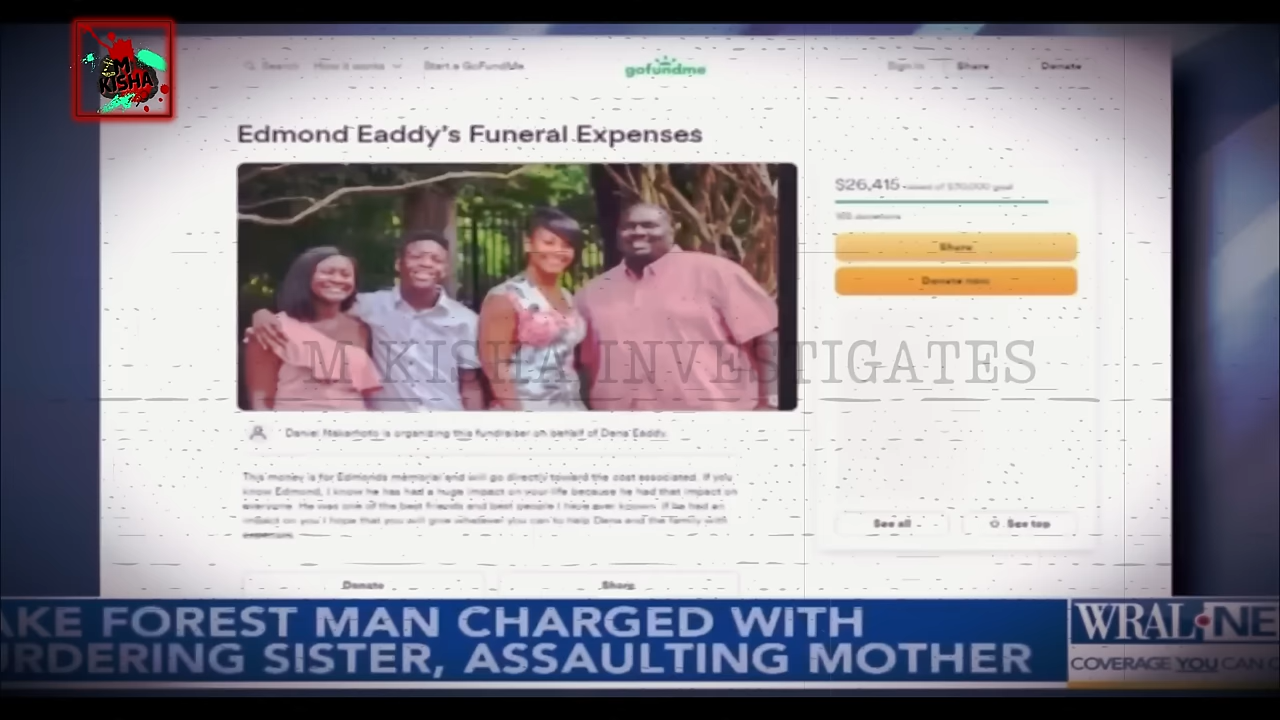 M
KISHA
Search How it works Start a GoFundMe
gofundme
Sign in Share Donate
Edmond Eaddy's Funeral Expenses
$26,415 raised of $30,000 goal
donations
Share
Donate now
M KISHA INVESTIGATES
Daniel is organizing this fundraiser on behalf of Dena Eaddy.
This money is for Edmonds memorial and will go directly toward the cost associated. If you
know Edmond, I know he has had a huge impact on your life because he had that impact on
everyone. He was one of the best friends and best people I have ever known. If he had an
impact on you I hope that you will give whatever you can to help Dena and the family with
expenses.
See all
See top
Donate
Share
AKE FOREST MAN CHARGED WITH
URDERING SISTER, ASSAULTING MOTHER
WRAL NE
COVERAGE YOU CAN C